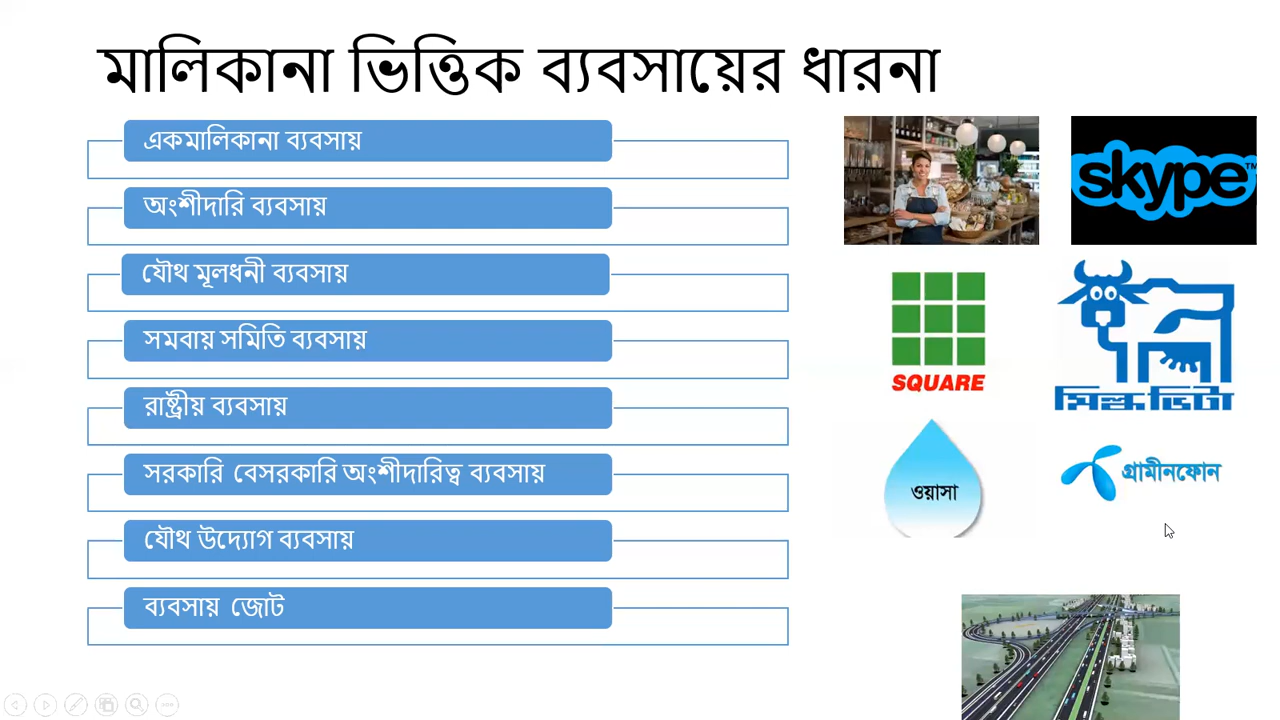 মালিকানা ভিত্তিক ব্যবসায়ের ধারনা
একমালিকানা ব্যবসায়
অংশীদারি ব্যবসায়
যৌথ মূলধনী ব্যবসায়
সমবায় সমিতি ব্যবসায়
রাষ্ট্রীয় ব্যবসায়
সরকারি বেসরকারি অংশীদারিত্ব ব্যবসায়
যৌথ উদ্যোগ ব্যবসায়
ব্যবসায় জোট
skype™
SQUARE
মিল্কভিটা
ওয়াসা
গ্রামীনফোন